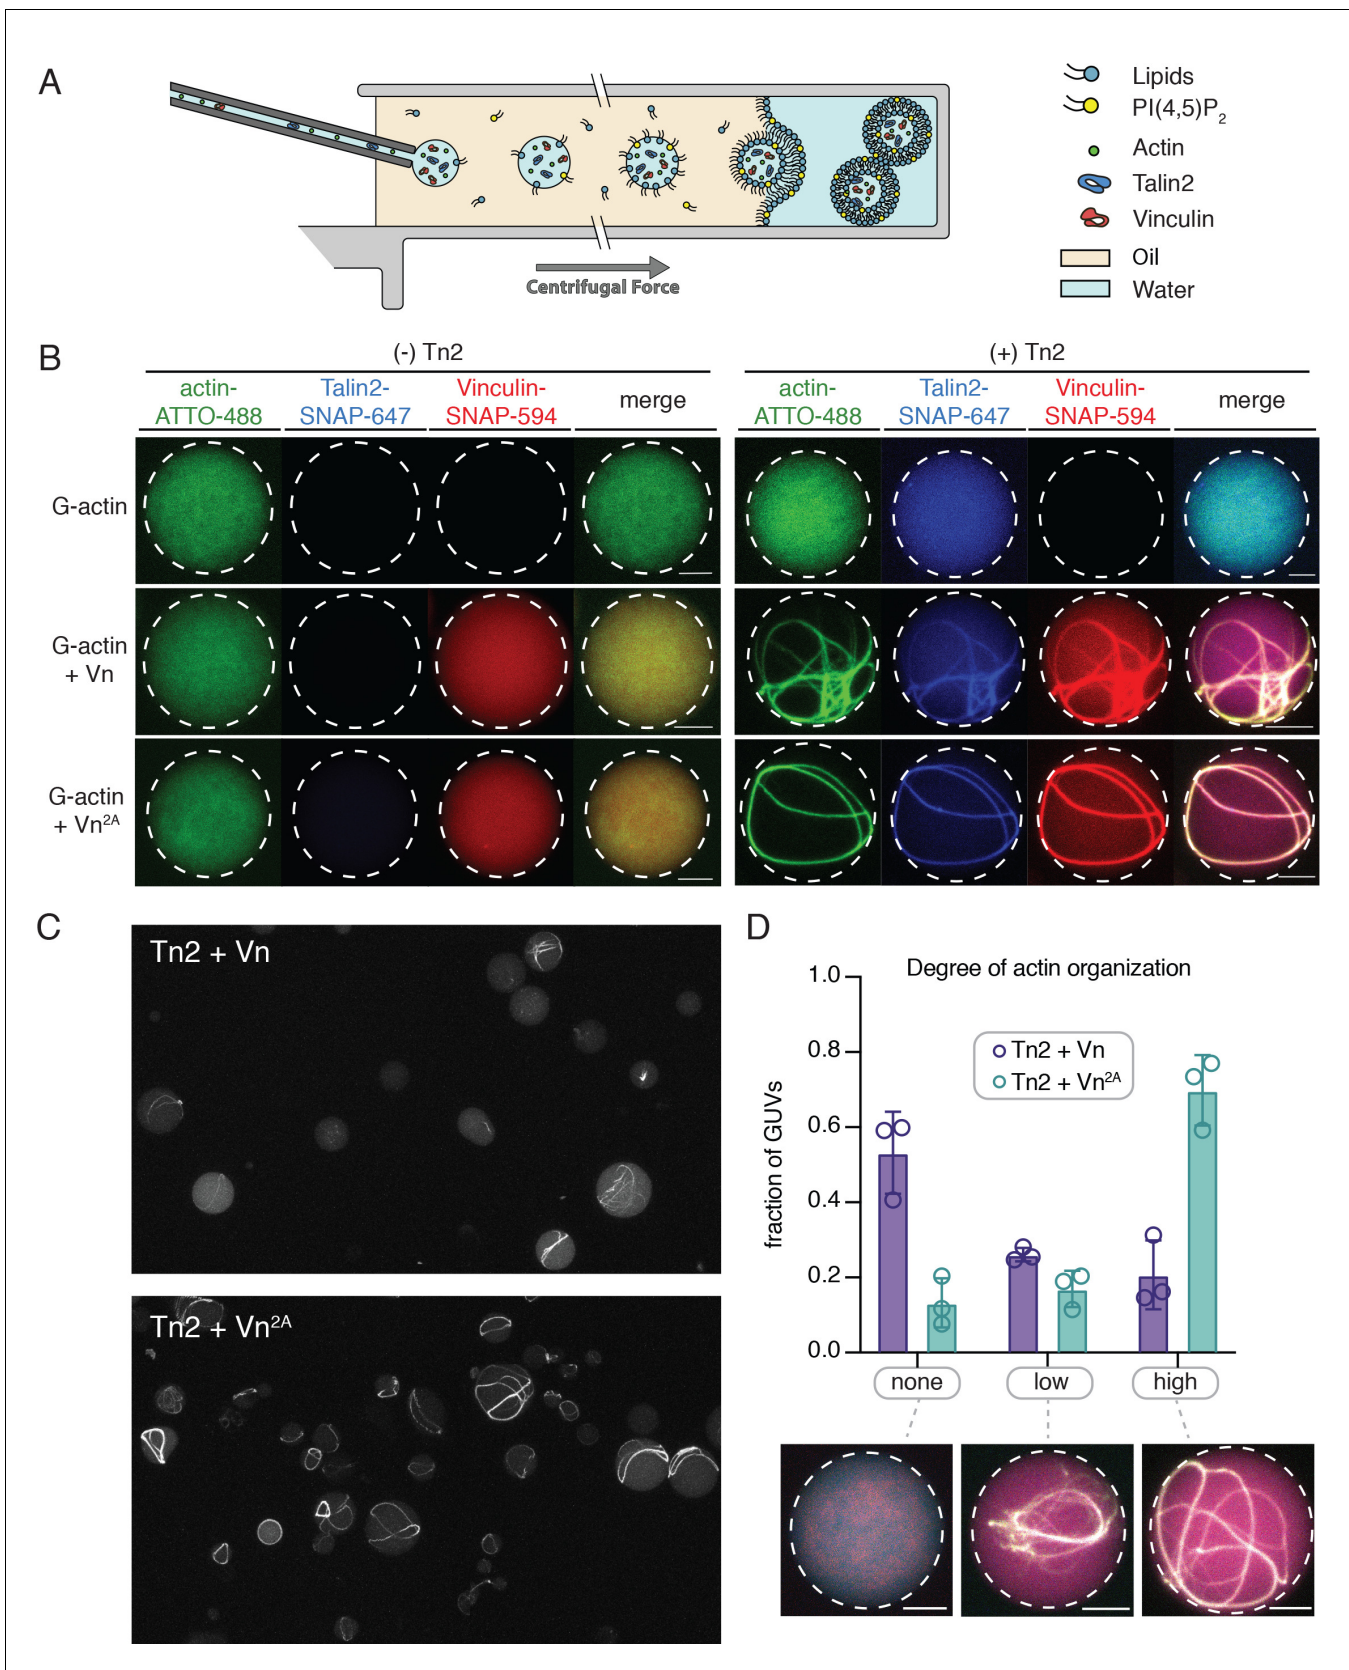 A
Lipids
PI(4,5)P2
Actin
Talin2
Vinculin
Oil
Water
Centrifugal Force
B
(-) Tn2
(+) Tn2
actin-
ATTO-488
Talin2-
SNAP-647
Vinculin-
SNAP-594
merge
actin-
ATTO-488
Talin2-
SNAP-647
Vinculin-
SNAP-594
merge
G-actin
G-actin
+ Vn
G-actin
+ Vn2A
C
Tn2 + Vn
Tn2 + Vn2A
D
Degree of actin organization
fraction of GUVs
1.0
0.8
0.6
0.4
0.2
0.0
Tn2 + Vn
Tn2 + Vn2A
none
low
high